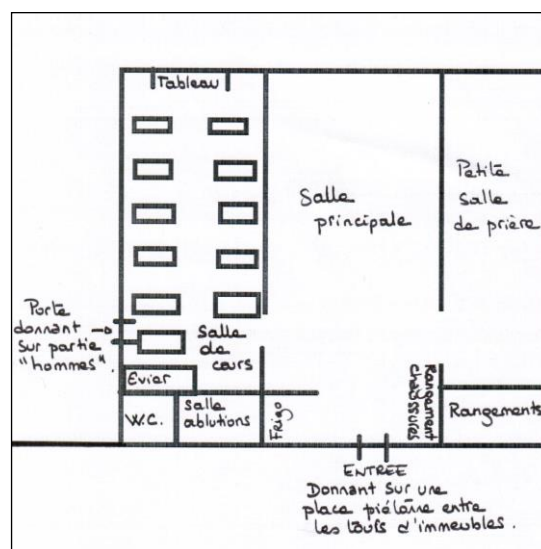 Tableau
Salle
principale
Petite
Salle
de prière
Porte
donnant
sur partie
"hommes".
Salle
de
cours
Evier
W.C.
Salle
ablutions
Frigo
Rangement
chaussures
Rangements
ENTREE
Donnant sur une
place piétonne entre
les tours d'immeubles.